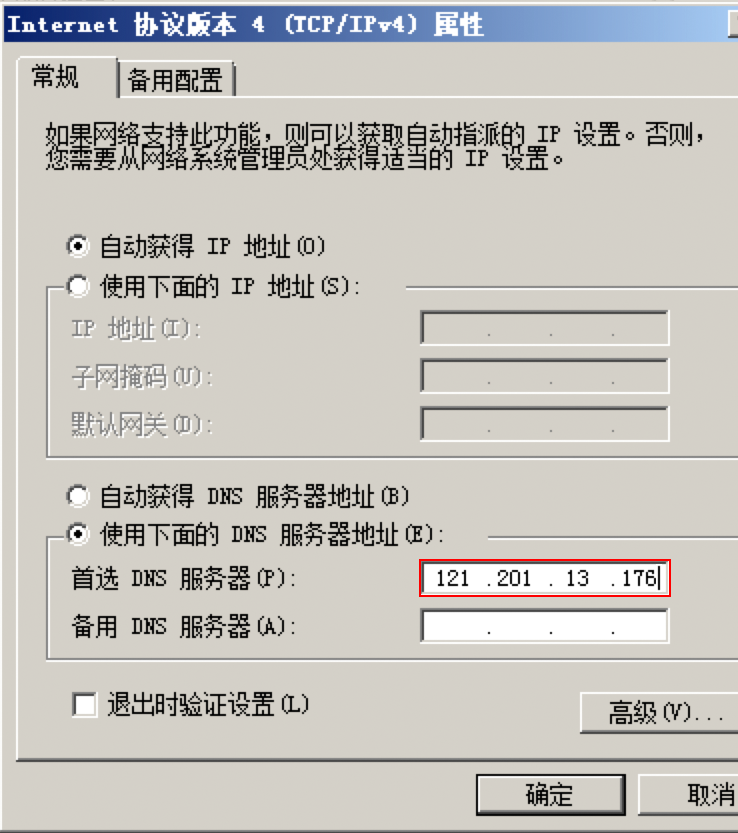 Internet 协议版本 4 (TCP/IPv4) 属性
常规 备用配置
如果网络支持此功能，则可以获取自动指派的 IP 设置。否则，
您需要从网络系统管理员处获得适当的 IP 设置。
自动获得 IP 地址(O)
使用下面的 IP 地址(S):
IP 地址(I): . . .
子网掩码(U): . . .
默认网关(D): . . .
自动获得 DNS 服务器地址(B)
使用下面的 DNS 服务器地址(E):
首选 DNS 服务器(P): 121 .201 . 13 .176
备用 DNS 服务器(A): . . .
退出时验证设置(L)
高级(V)...
确定 取消